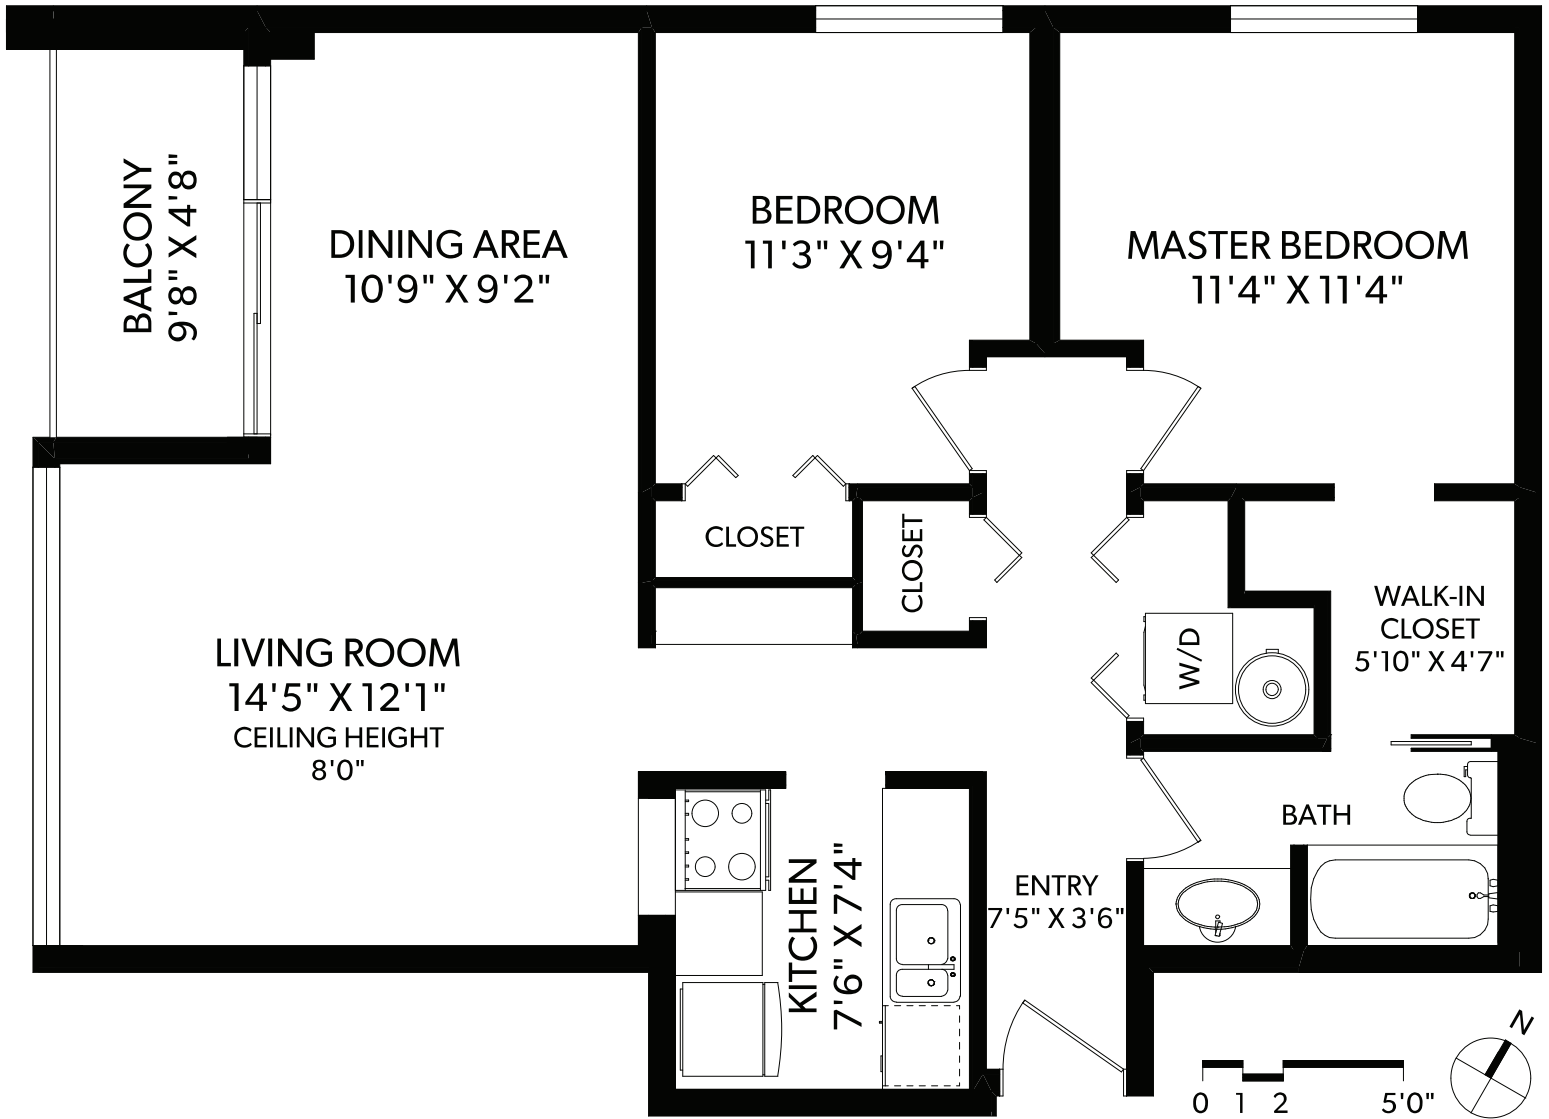 BALCONY
9'8" X 4'8"
DINING AREA
10'9" X 9'2"
BEDROOM
11'3" X 9'4"
MASTER BEDROOM
11'4" X 11'4"
CLOSET
CLOSET
WALK-IN
CLOSET
5'10" X 4'7"
W/D
LIVING ROOM
14'5" X 12'1"
CEILING HEIGHT
8'0"
BATH
KITCHEN
7'6" X 7'4"
ENTRY
7'5" X 3'6"
N
0 1 2 5'0"